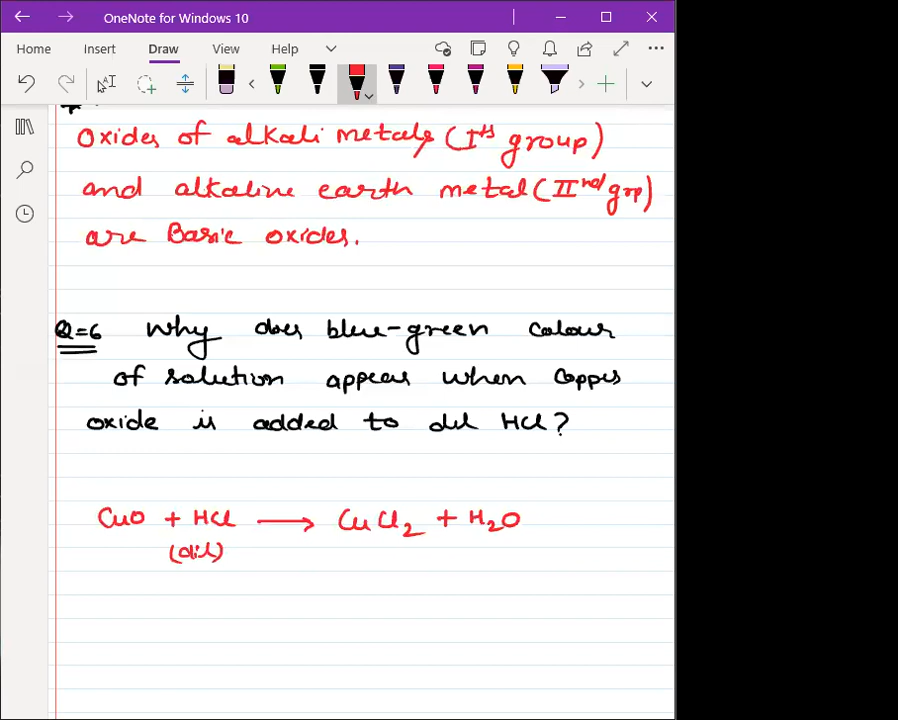 OneNote for Windows 10
Home Insert Draw View Help
Oxides of alkali metals (Ist group)
and alkaline earth metal (IInd grp)
are Basic oxides.
Q=6 Why does blue-green colour
of solution appear when copper
oxide is added to dil HCl?
CuO + HCl → CuCl2 + H2O
(dil)